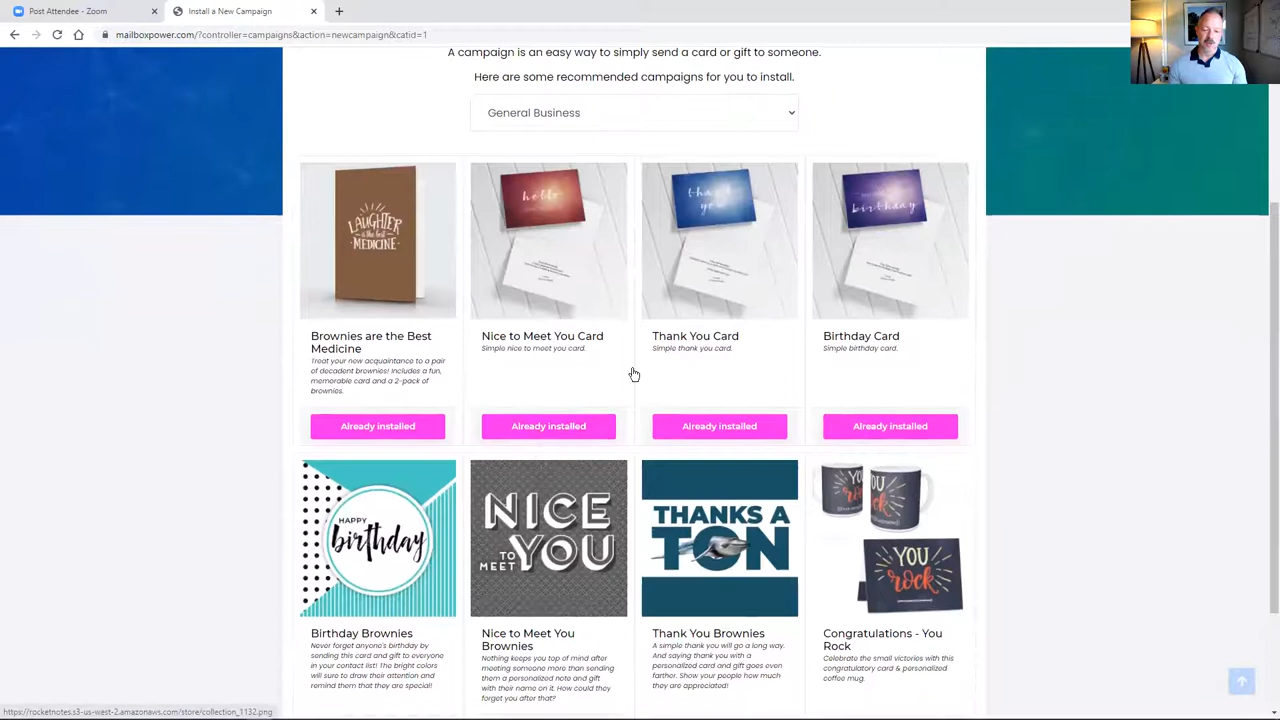 Post Attendee - Zoom
Install a New Campaign
mailboxpower.com/?controller=campaigns&action=newcampaign&catid=1
A campaign is an easy way to simply send a card or gift to someone.
Here are some recommended campaigns for you to install.
General Business
LAUGHTER
is the best
MEDICINE
hello
thank
you
birthday
Brownies are the Best
Medicine
Treat your new acquaintance to a pair
of decadent brownies! Includes a fun,
memorable card and a 2-pack of
brownies.
Nice to Meet You Card
Simple nice to meet you card.
Thank You Card
Simple thank you card.
Birthday Card
Simple birthday card.
Already installed
Already installed
Already installed
Already installed
HAPPY
birthday
NICE
TO
MEET YOU
THANKS A
TON
YOU
rock
YOU
rock
Birthday Brownies
Never forget anyone's birthday by
sending this card and gift to everyone
in your contact list! The bright colors
will sure to draw their attention and
remind them that they are special!
Nice to Meet You
Brownies
Nothing keeps you top of mind after
meeting someone more than sending
them a personalized note and gift
with their name on it. How could they
forget you after that?
Thank You Brownies
A simple thank you will go a long way.
And saying thank you with a
personalized card and gift goes even
farther. Show your people how much
they are appreciated!
Congratulations - You
Rock
Celebrate the small victories with this
congratulatory card & personalized
coffee mug.
https://rocketnotes.s3-us-west-2.amazonaws.com/store/collection_1132.png